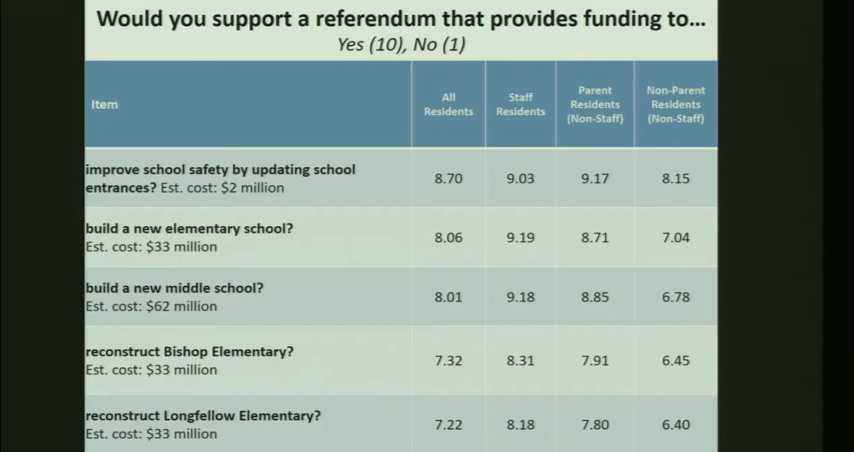 Would you support a referendum that provides funding to...
Yes (10), No (1)
Item
All
Residents
Staff
Residents
Parent
Residents
(Non-Staff)
Non-Parent
Residents
(Non-Staff)
improve school safety by updating school
entrances? Est. cost: $2 million
8.70
9.03
9.17
8.15
build a new elementary school?
Est. cost: $33 million
8.06
9.19
8.71
7.04
build a new middle school?
Est. cost: $62 million
8.01
9.18
8.85
6.78
reconstruct Bishop Elementary?
Est. cost: $33 million
7.32
8.31
7.91
6.45
reconstruct Longfellow Elementary?
Est. cost: $33 million
7.22
8.18
7.80
6.40